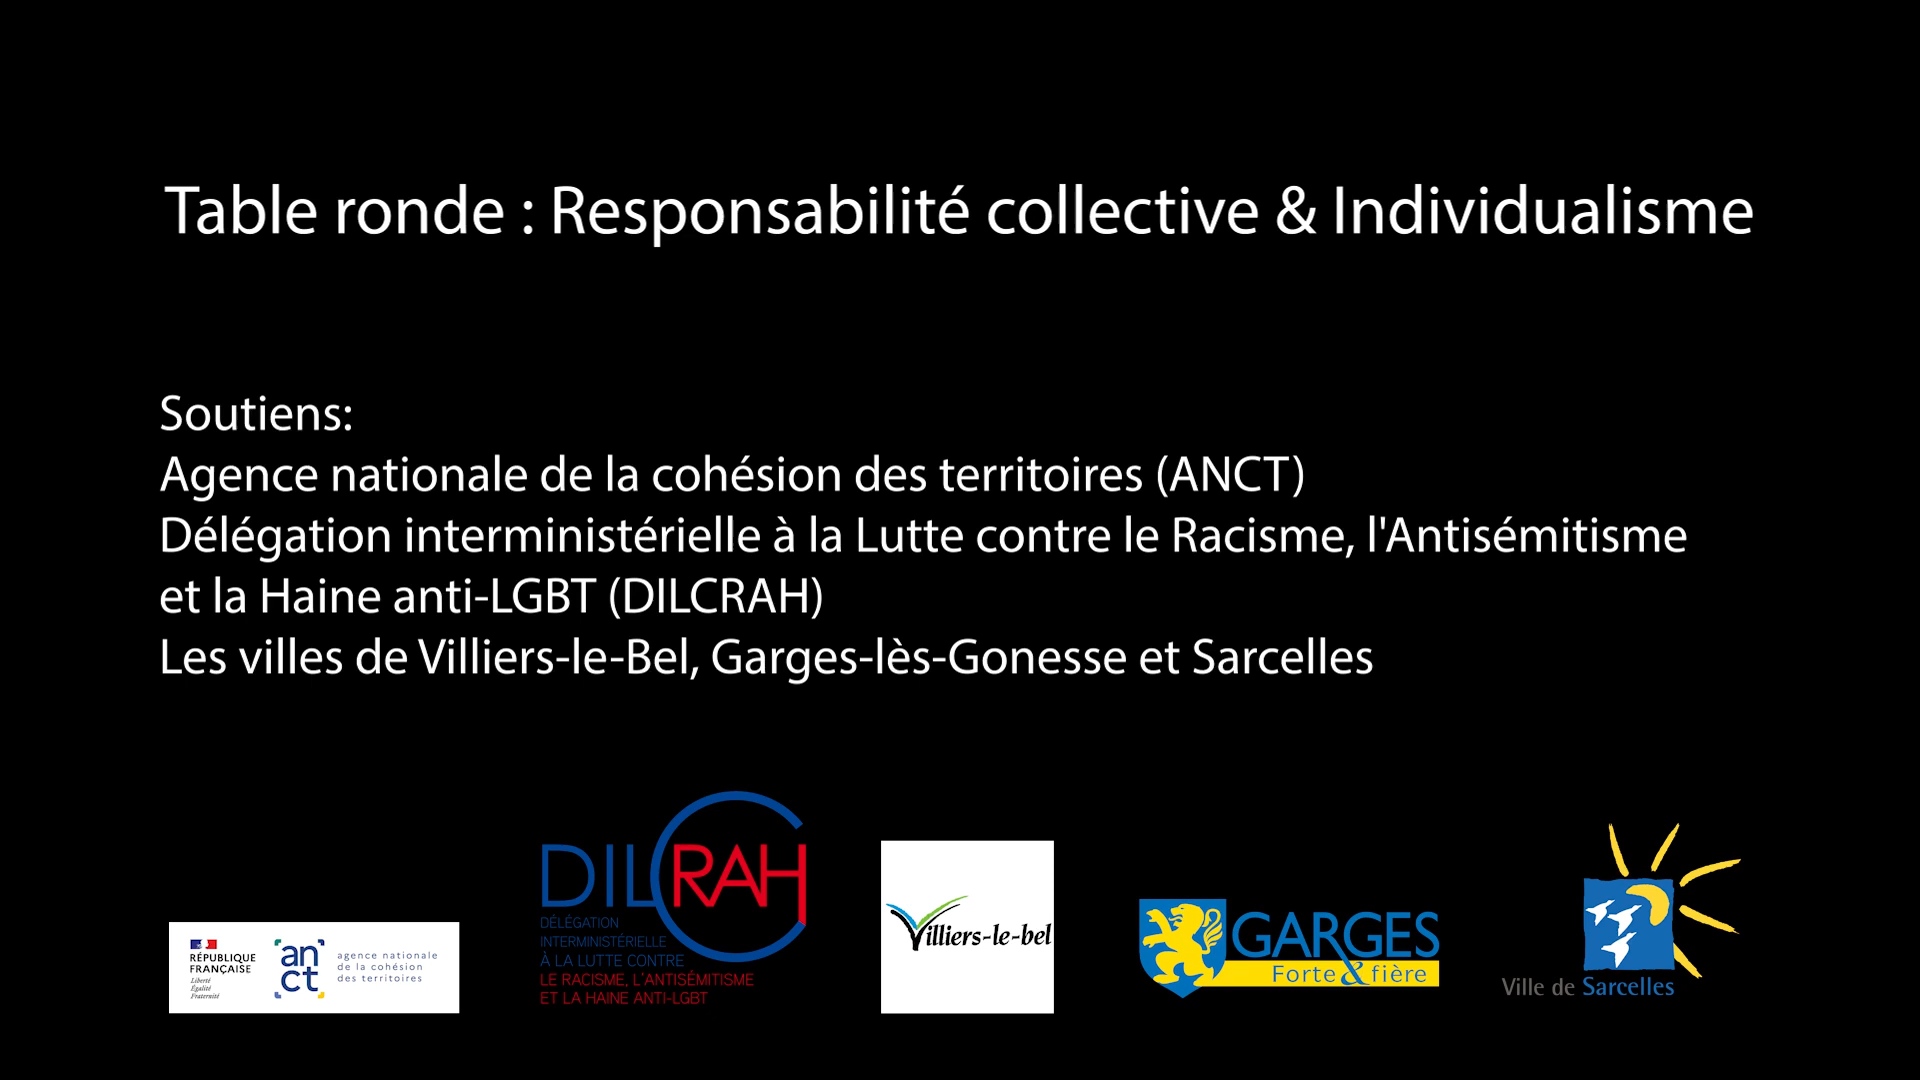 Table ronde : Responsabilité collective & Individualisme
Soutiens:
Agence nationale de la cohésion des territoires (ANCT)
Délégation interministérielle à la Lutte contre le Racisme, l'Antisémitisme
et la Haine anti-LGBT (DILCRAH)
Les villes de Villiers-le-Bel, Garges-lès-Gonesse et Sarcelles
RÉPUBLIQUE
FRANÇAISE
Liberté
Égalité
Fraternité
an
ct
agence nationale
de la cohésion
des territoires
DILCRAH
DÉLÉGATION
INTERMINISTÉRIELLE
À LA LUTTE CONTRE
LE RACISME, L'ANTISÉMITISME
ET LA HAINE ANTI-LGBT
Villiers-le-bel
GARGES
Forte & fière
Ville de Sarcelles